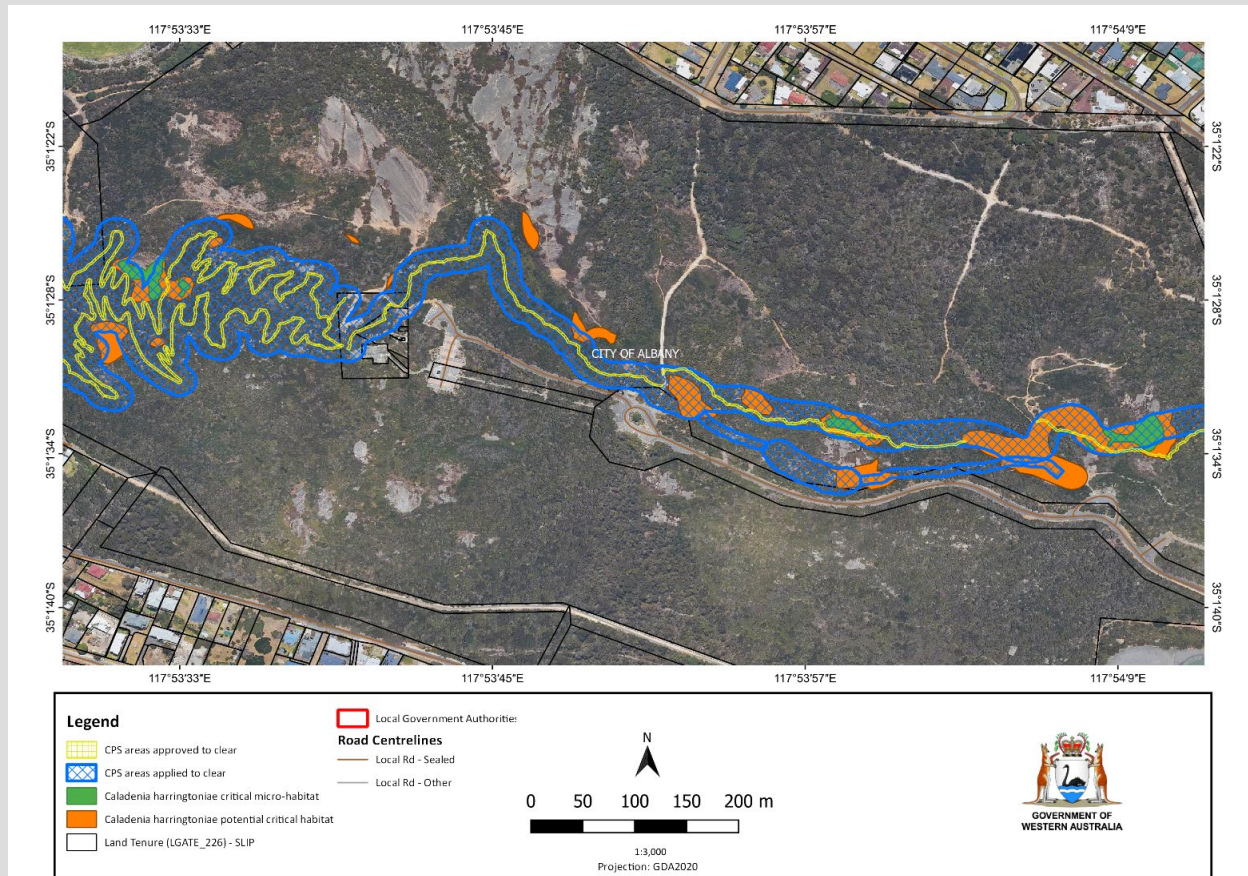 117°53'33"E
117°53'45"E
117°53'57"E
117°54'9"E
35°1'22"S
35°1'22"S
35°1'28"S
35°1'28"S
CITY OF ALBANY
35°1'34"S
35°1'34"S
35°1'40"S
35°1'40"S
117°53'33"E
117°53'45"E
117°53'57"E
117°54'9"E
Legend
CPS areas approved to clear
CPS areas applied to clear
Caladenia harringtoniae critical micro-habitat
Caladenia harringtoniae potential critical habitat
Land Tenure (LGATE_226) - SLIP
Local Government Authorities
Road Centrelines
Local Rd - Sealed
Local Rd - Other
N
0 50 100 150 200 m
1:3,000
Projection: GDA2020
GOVERNMENT OF
WESTERN AUSTRALIA